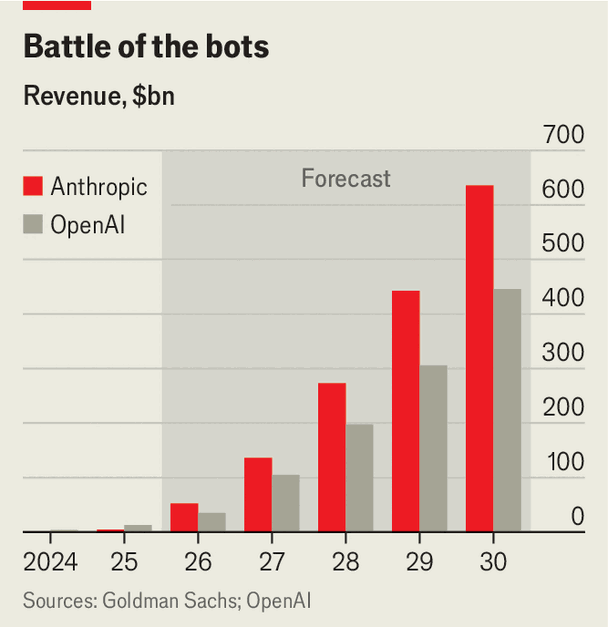 Battle of the bots
Revenue, $bn
700
Forecast
Anthropic
600
OpenAI
500
400
300
200
100
0
2024 25 26 27 28 29 30
Sources: Goldman Sachs; OpenAI